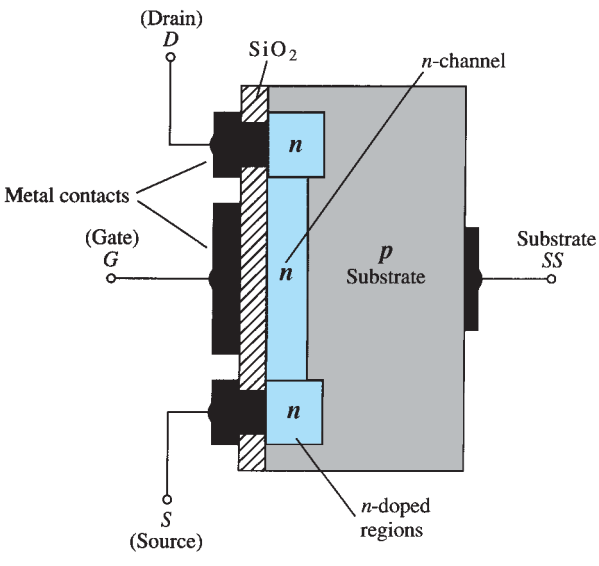 (Drain)
D
SiO₂
n-channel
n
Metal contacts
(Gate)
G
n
p
Substrate
Substrate
SS
n
n-doped
regions
S
(Source)